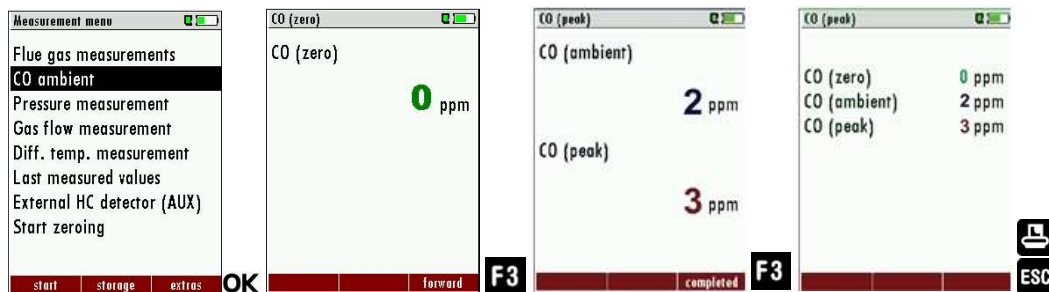 Measurement menu
Flue gas measurements
CO ambient
Pressure measurement
Gas flow measurement
Diff. temp. measurement
Last measured values
External HC detector (AUX)
Start zeroing
start storage extras
OK
CO (zero)
CO (zero)
0 ppm
forward
F3
CO (peak)
CO (ambient)
2 ppm
CO (peak)
3 ppm
completed
F3
CO (peak)
CO (zero) 0 ppm
CO (ambient) 2 ppm
CO (peak) 3 ppm
ESC